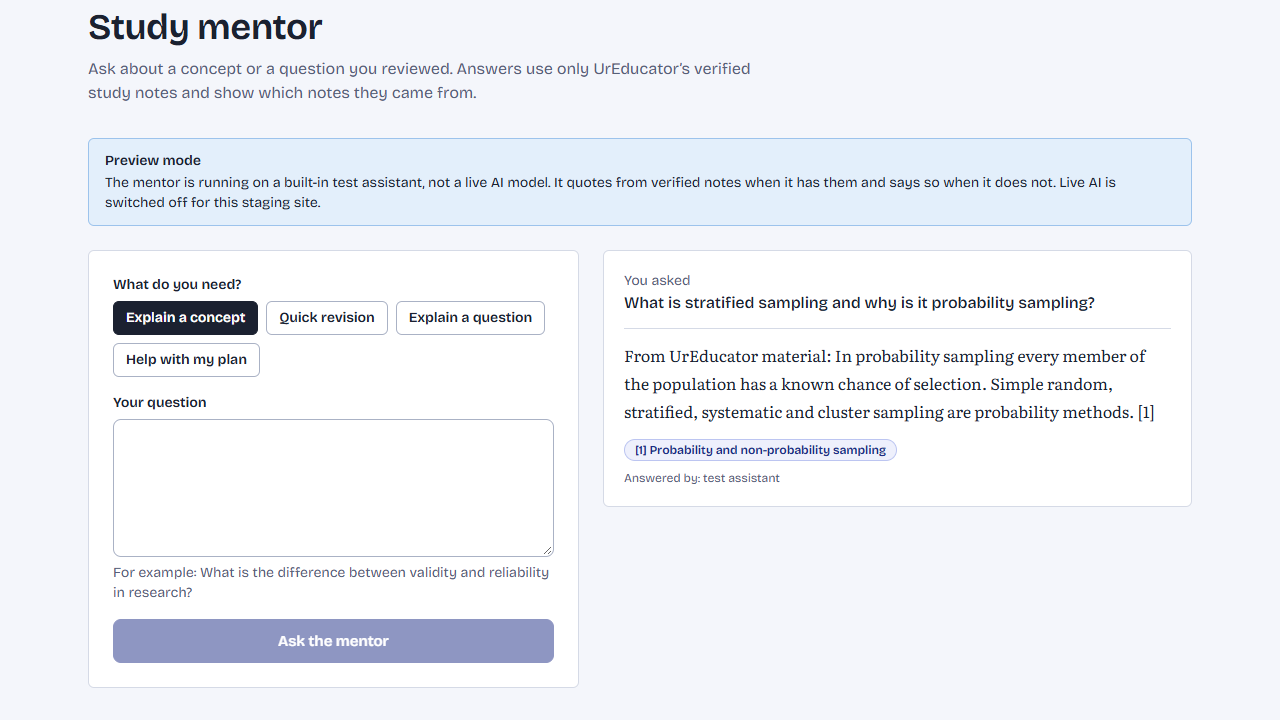 Study mentor
Ask about a concept or a question you reviewed. Answers use only UrEducator's verified
study notes and show which notes they came from.
Preview mode
The mentor is running on a built-in test assistant, not a live AI model. It quotes from verified notes when it has them and says so when it does not. Live AI is
switched off for this staging site.
What do you need?
Explain a concept
Quick revision
Explain a question
Help with my plan
Your question
For example: What is the difference between validity and reliability
in research?
Ask the mentor
You asked
What is stratified sampling and why is it probability sampling?
From UrEducator material: In probability sampling every member of
the population has a known chance of selection. Simple random,
stratified, systematic and cluster sampling are probability methods. [1]
[1] Probability and non-probability sampling
Answered by: test assistant